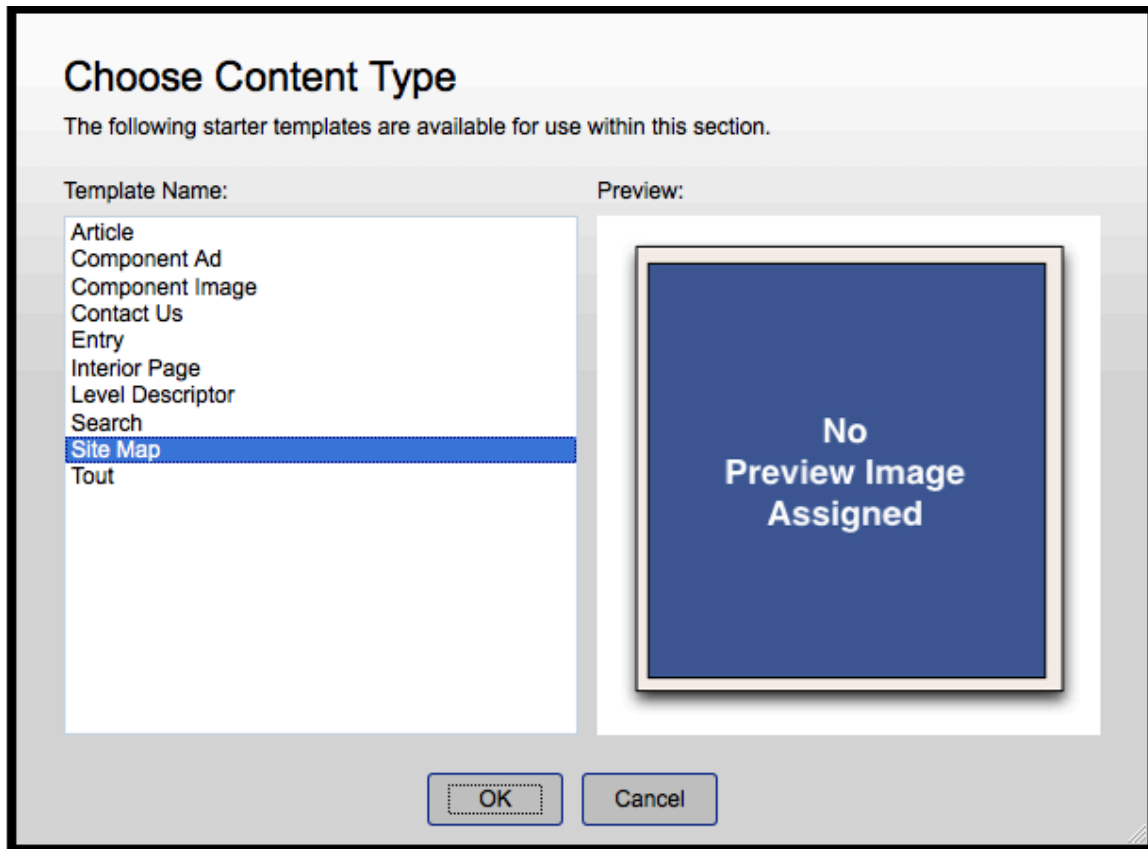 Choose Content Type
The following starter templates are available for use within this section.
Template Name:
Article
Component Ad
Component Image
Contact Us
Entry
Interior Page
Level Descriptor
Search
Site Map
Tout
Preview:
No
Preview Image
Assigned
OK
Cancel